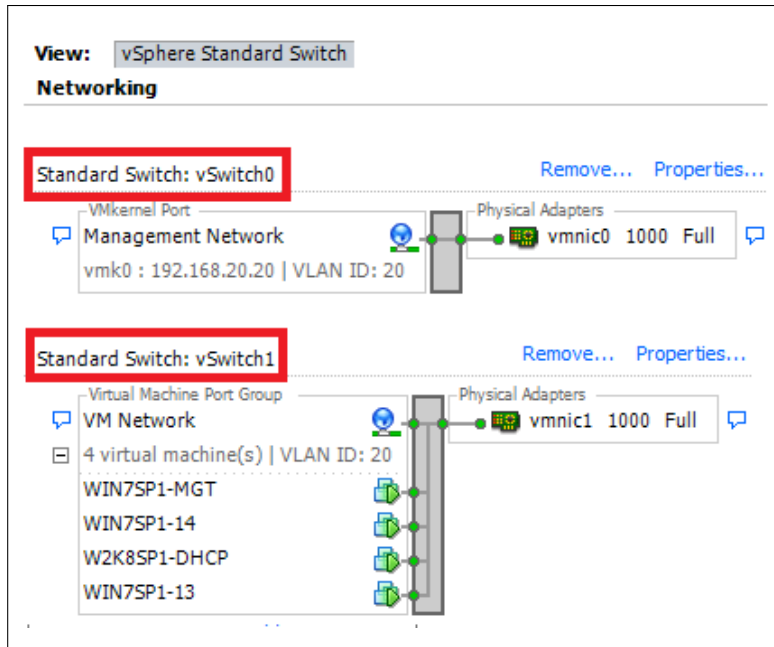 View: vSphere Standard Switch
Networking
Standard Switch: vSwitch0
Remove... Properties...
VMkernel Port
Physical Adapters
Management Network
vmnic0 1000 Full
vmk0 : 192.168.20.20 | VLAN ID: 20
Standard Switch: vSwitch1
Remove... Properties...
Virtual Machine Port Group
Physical Adapters
VM Network
vmnic1 1000 Full
4 virtual machine(s) | VLAN ID: 20
WIN7SP1-MGT
WIN7SP1-14
W2K8SP1-DHCP
WIN7SP1-13